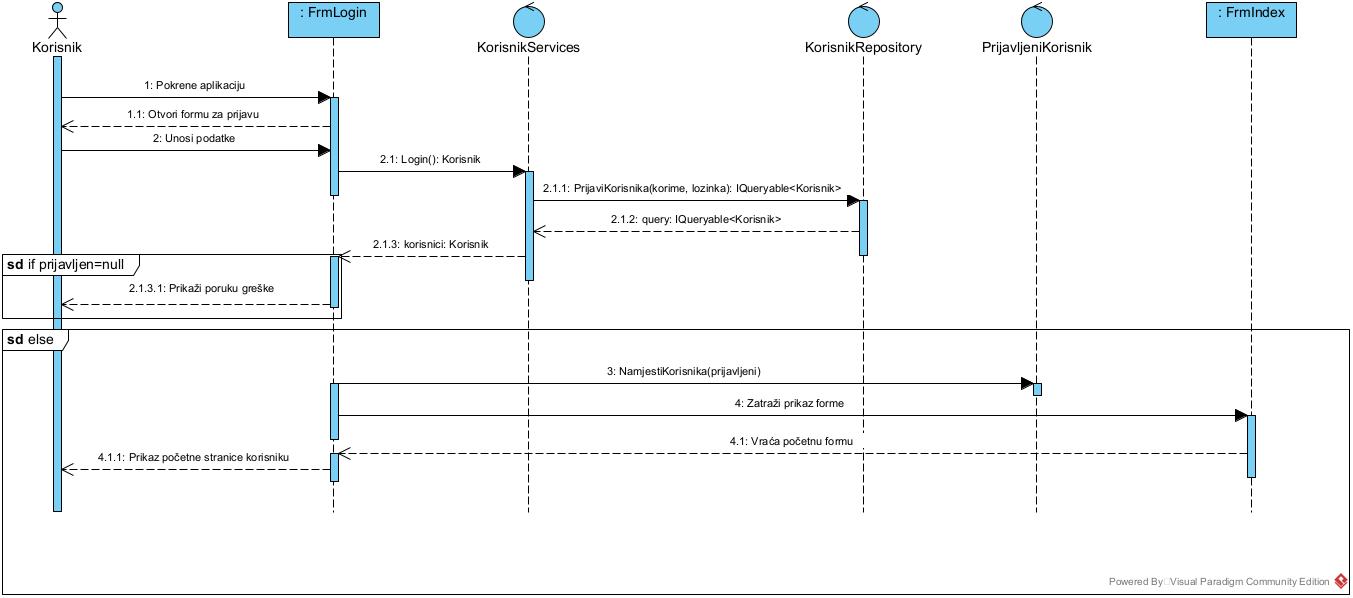 : FrmLogin
: FrmIndex
Korisnik
KorisnikServices
KorisnikRepository
PrijavljeniKorisnik
1: Pokrene aplikaciju
1.1: Otvori formu za prijavu
2: Unosi podatke
2.1: Login(): Korisnik
2.1.1: PrijaviKorisnika(korime, lozinka): IQueryable<Korisnik>
2.1.2: query: IQueryable<Korisnik>
2.1.3: korisnici: Korisnik
sd if prijavljen=null
2.1.3.1: Prikaži poruku greške
sd else
3: NamjestiKorisnika(prijavljeni)
4: Zatraži prikaz forme
4.1: Vraća početnu formu
4.1.1: Prikaz početne stranice korisniku
Powered By Visual Paradigm Community Edition